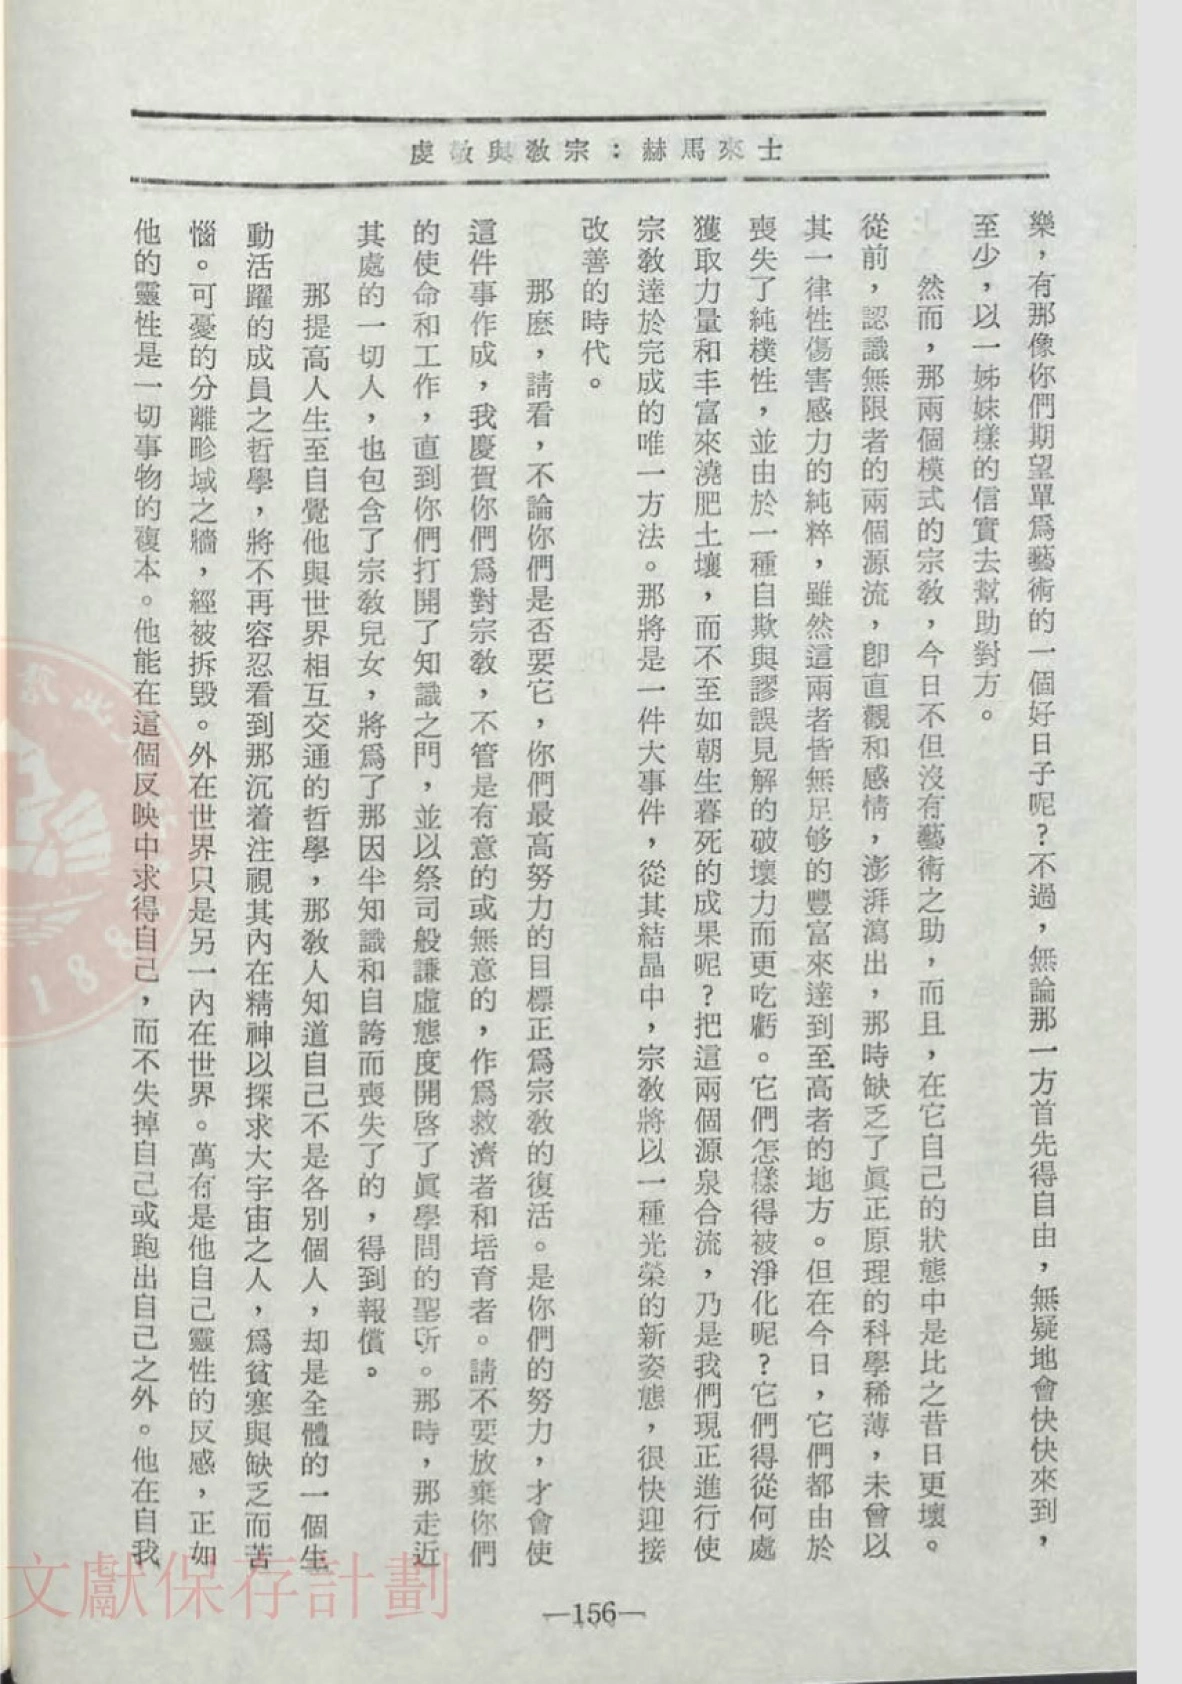 士來馬赫：宗敎與敬虔
樂，有那像你們期望單爲藝術的一個好日子呢？不過，無論那一方首先得自由，無疑地會快快來到，
至少，以一姊妹樣的信實去幫助對方。
然而，那兩個模式的宗敎，今日不但沒有藝術之助，而且，在它自己的狀態中是比之昔日更壞。
從前，認識無限者的兩個源流，卽直觀和感情，澎湃瀉出，那時缺乏了眞正原理的科學稀薄，未曾以
其一律性傷害感力的純粹，雖然這兩者皆無足够的豐富來達到至高者的地方。但在今日，它們都由於
喪失了純樸性，並由於一種自欺與謬誤見解的破壞力而更吃虧。它們怎樣得被淨化呢？它們得從何處
獲取力量和丰富來澆肥土壤，而不至如朝生暮死的成果呢？把這兩個源泉合流，乃是我們現正進行使
宗敎達於完成的唯一方法。那將是一件大事件，從其結晶中，宗敎將以一種光榮的新姿態，很快迎接
改善的時代。
那麽，請看，不論你們是否要它，你們最高努力的目標正爲宗敎的復活。是你們的努力，才會使
這件事作成，我慶賀你們爲對宗敎，不管是有意的或無意的，作爲救濟者和培育者。請不要放棄你們
的使命和工作，直到你們打開了知識之門，並以祭司般謙虛態度開啓了眞學問的聖所。那時，那走近
其處的一切人，也包含了宗敎兒女，將爲了那因半知識和自誇而喪失了的，得到報償。
那提高人生至自覺他與世界相互交通的哲學，那敎人知道自己不是各別個人，却是全體的一個生
動活躍的成員之哲學，將不再容忍看到那沉着注視其內在精神以探求大宇宙之人，爲貧塞與缺乏而苦
惱。可憂的分離畛域之牆，經被拆毀。外在世界只是另一內在世界。萬有是他自己靈性的反感，正如
他的靈性是一切事物的複本。他能在這個反映中求得自己，而不失掉自己或跑出自己之外。他在自我
—156—
文獻保存計劃
188